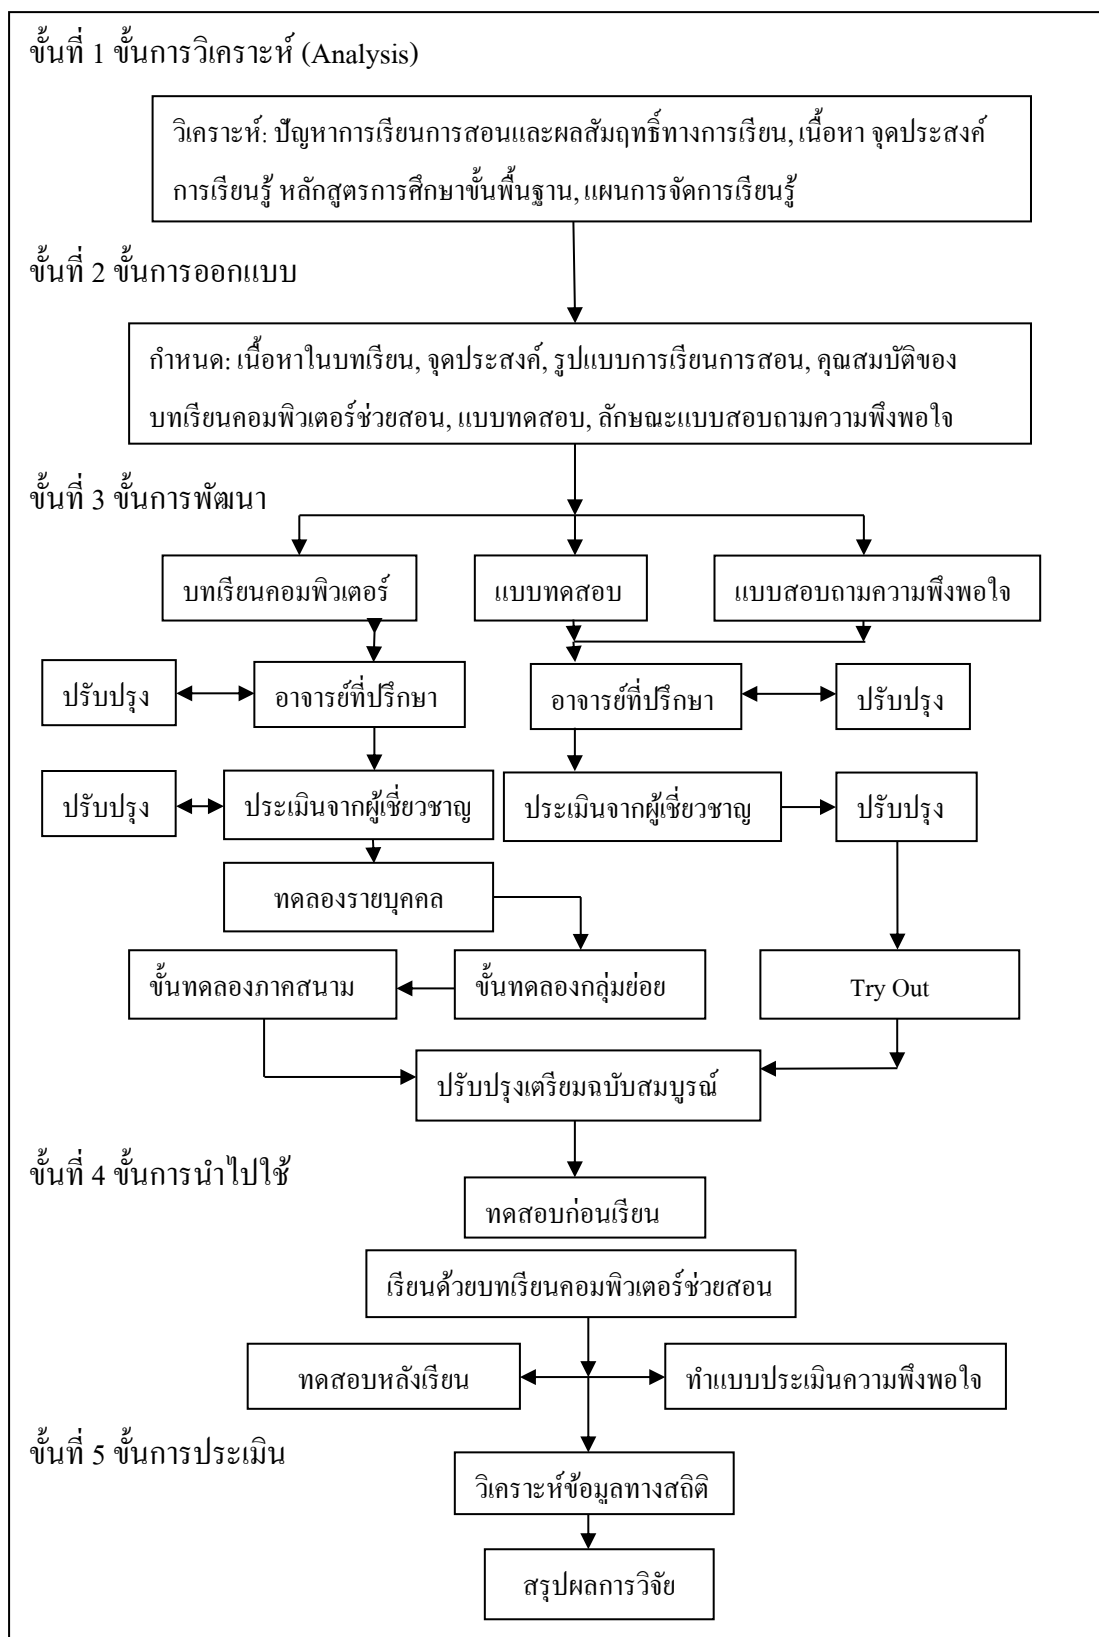 ขั้นที่ 1 ขั้นการวิเคราะห์ (Analysis)
วิเคราะห์: ปัญหาการเรียนการสอนและผลสัมฤทธิ์ทางการเรียน, เนื้อหา จุดประสงค์
การเรียนรู้ หลักสูตรการศึกษาขั้นพื้นฐาน, แผนการจัดการเรียนรู้
ขั้นที่ 2 ขั้นการออกแบบ
กำหนด: เนื้อหาในบทเรียน, จุดประสงค์, รูปแบบการเรียนการสอน, คุณสมบัติของ
บทเรียนคอมพิวเตอร์ช่วยสอน, แบบทดสอบ, ลักษณะแบบสอบถามความพึงพอใจ
ขั้นที่ 3 ขั้นการพัฒนา
บทเรียนคอมพิวเตอร์
แบบทดสอบ
แบบสอบถามความพึงพอใจ
ปรับปรุง
อาจารย์ที่ปรึกษา
อาจารย์ที่ปรึกษา
ปรับปรุง
ปรับปรุง
ประเมินจากผู้เชี่ยวชาญ
ประเมินจากผู้เชี่ยวชาญ
ปรับปรุง
ทดลองรายบุคคล
ขั้นทดลองภาคสนาม
ขั้นทดลองกลุ่มย่อย
Try Out
ปรับปรุงเตรียมฉบับสมบูรณ์
ขั้นที่ 4 ขั้นการนำไปใช้
ทดสอบก่อนเรียน
เรียนด้วยบทเรียนคอมพิวเตอร์ช่วยสอน
ทดสอบหลังเรียน
ทำแบบประเมินความพึงพอใจ
ขั้นที่ 5 ขั้นการประเมิน
วิเคราะห์ข้อมูลทางสถิติ
สรุปผลการวิจัย